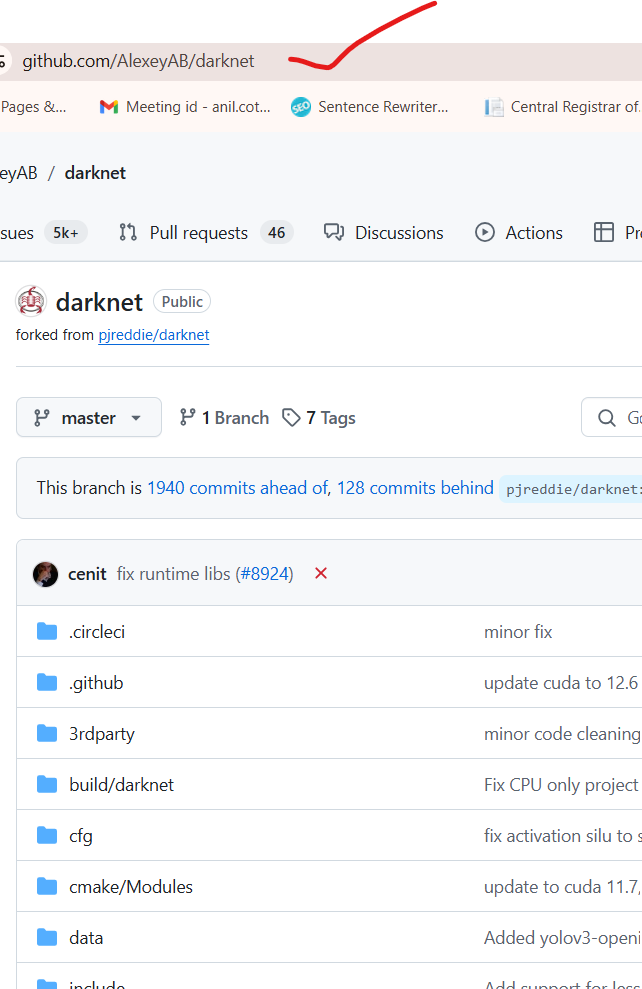 github.com/AlexeyAB/darknet
Pages &... Meeting id - anil.cot... SEO Sentence Rewriter... Central Registrar of
eyAB / darknet
sues 5k+ Pull requests 46 Discussions Actions Pr
darknet Public
forked from pjreddie/darknet
master 1 Branch 7 Tags Go
This branch is 1940 commits ahead of, 128 commits behind pjreddie/darknet:
cenit fix runtime libs (#8924)
.circleci minor fix
.github update cuda to 12.6
3rdparty minor code cleaning
build/darknet Fix CPU only project
cfg fix activation silu to s
cmake/Modules update to cuda 11.7,
data Added yolov3-openi
include Add support for less